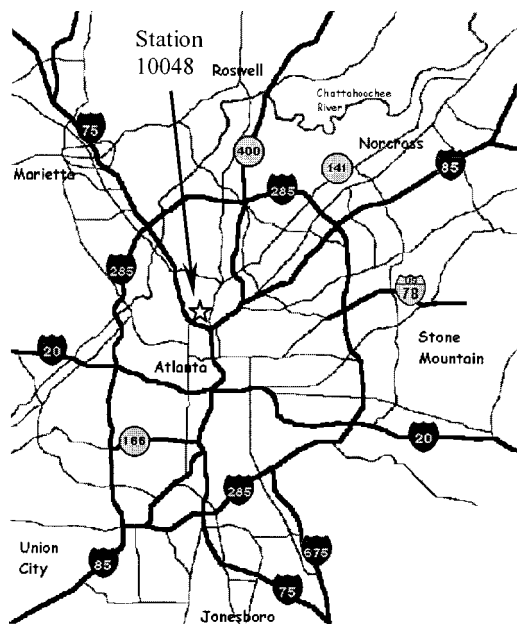 Station
10048
Roswell
Chattahoochee
River
75
400
Norcross
141
85
Marietta
285
285
US
78
Stone
Mountain
20
Atlanta
166
20
285
Union
City
85
675
75
Jonesboro